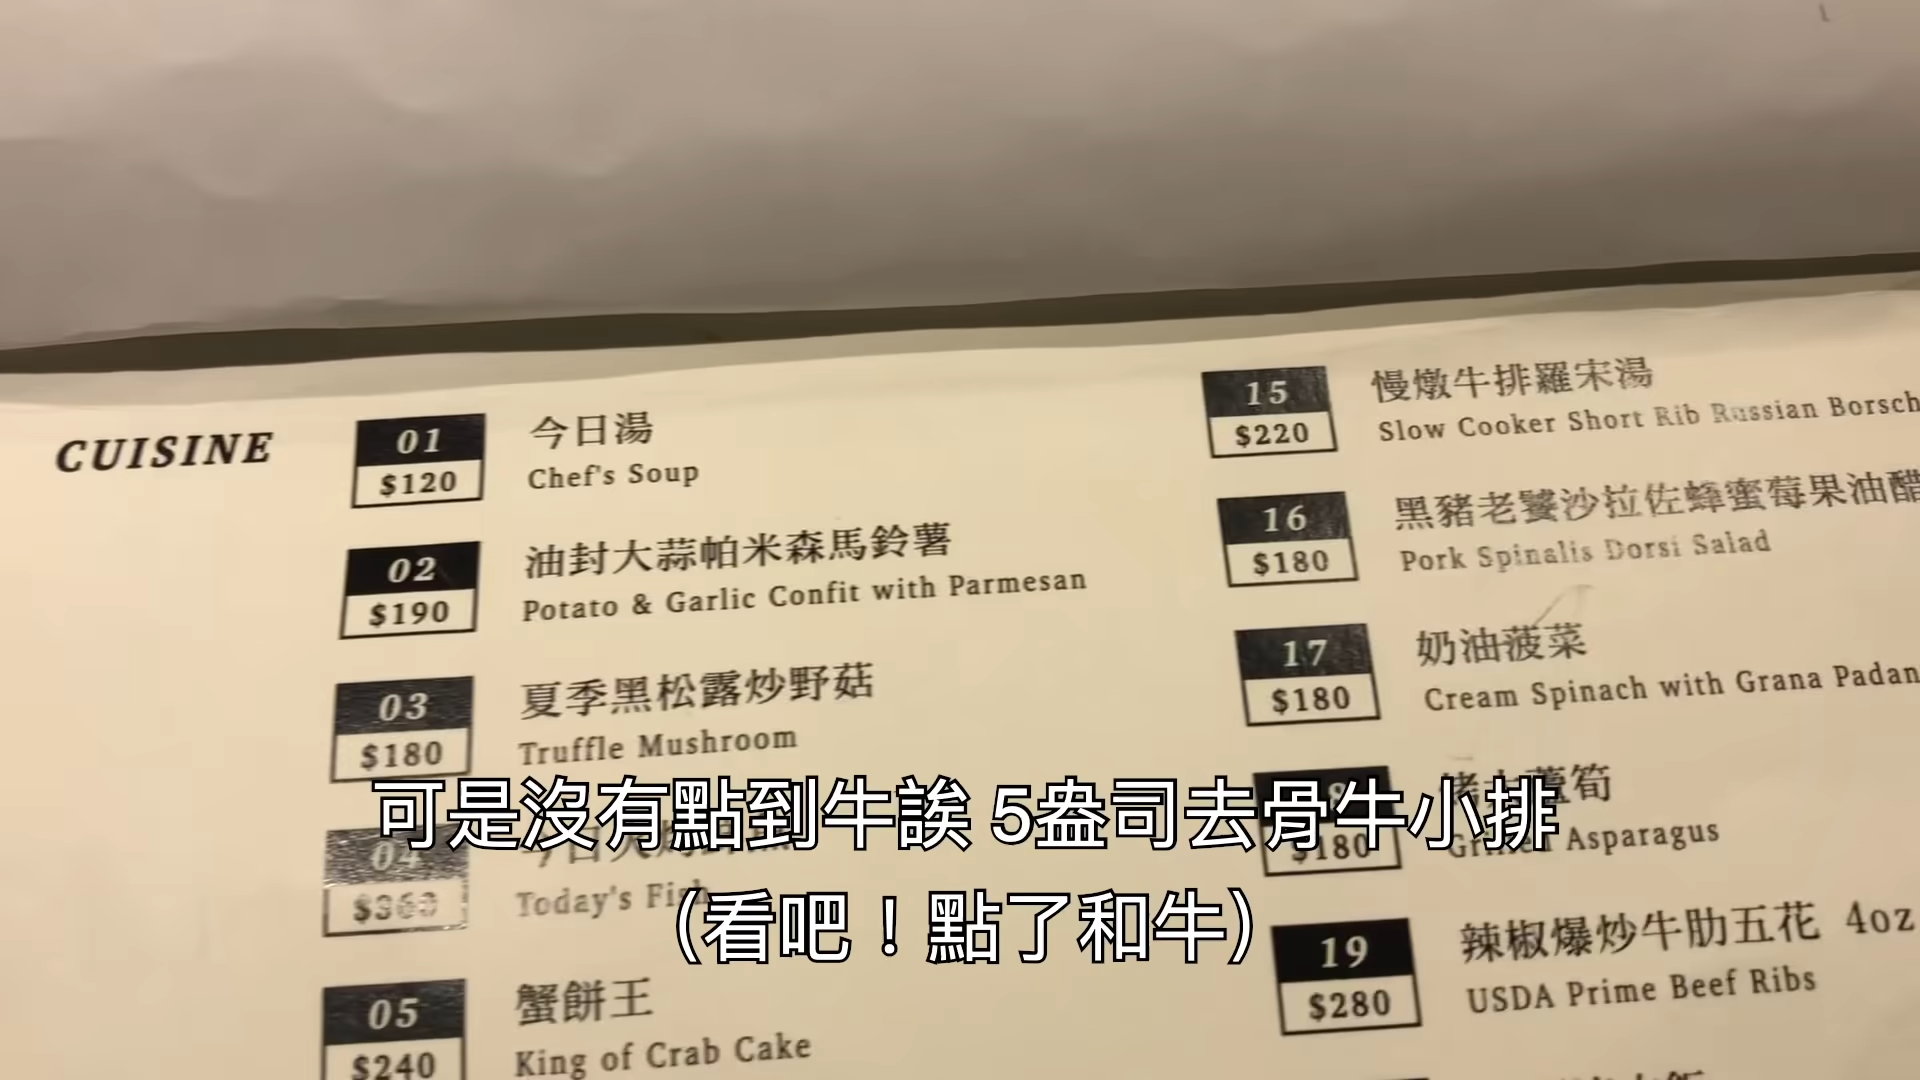 CUISINE
01
$120
今日湯
Chef's Soup
02
$190
油封大蒜帕米森馬鈴薯
Potato & Garlic Confit with Parmesan
03
$180
夏季黑松露炒野菇
Truffle Mushroom
04
Today's Fish
05
$240
蟹餅王
King of Crab Cake
15
$220
慢燉牛排羅宋湯
Slow Cooker Short Rib Russian Borsch
16
$180
黑豬老饕沙拉佐蜂蜜莓果油醋
Pork Spinalis Dorsi Salad
17
$180
奶油菠菜
Cream Spinach with Grana Padan
$180
蘆筍
Grilled Asparagus
19
$280
辣椒爆炒牛肋五花 4oz
USDA Prime Beef Ribs
可是沒有點到牛誒 5盎司去骨牛小排
（看吧！點了和牛）